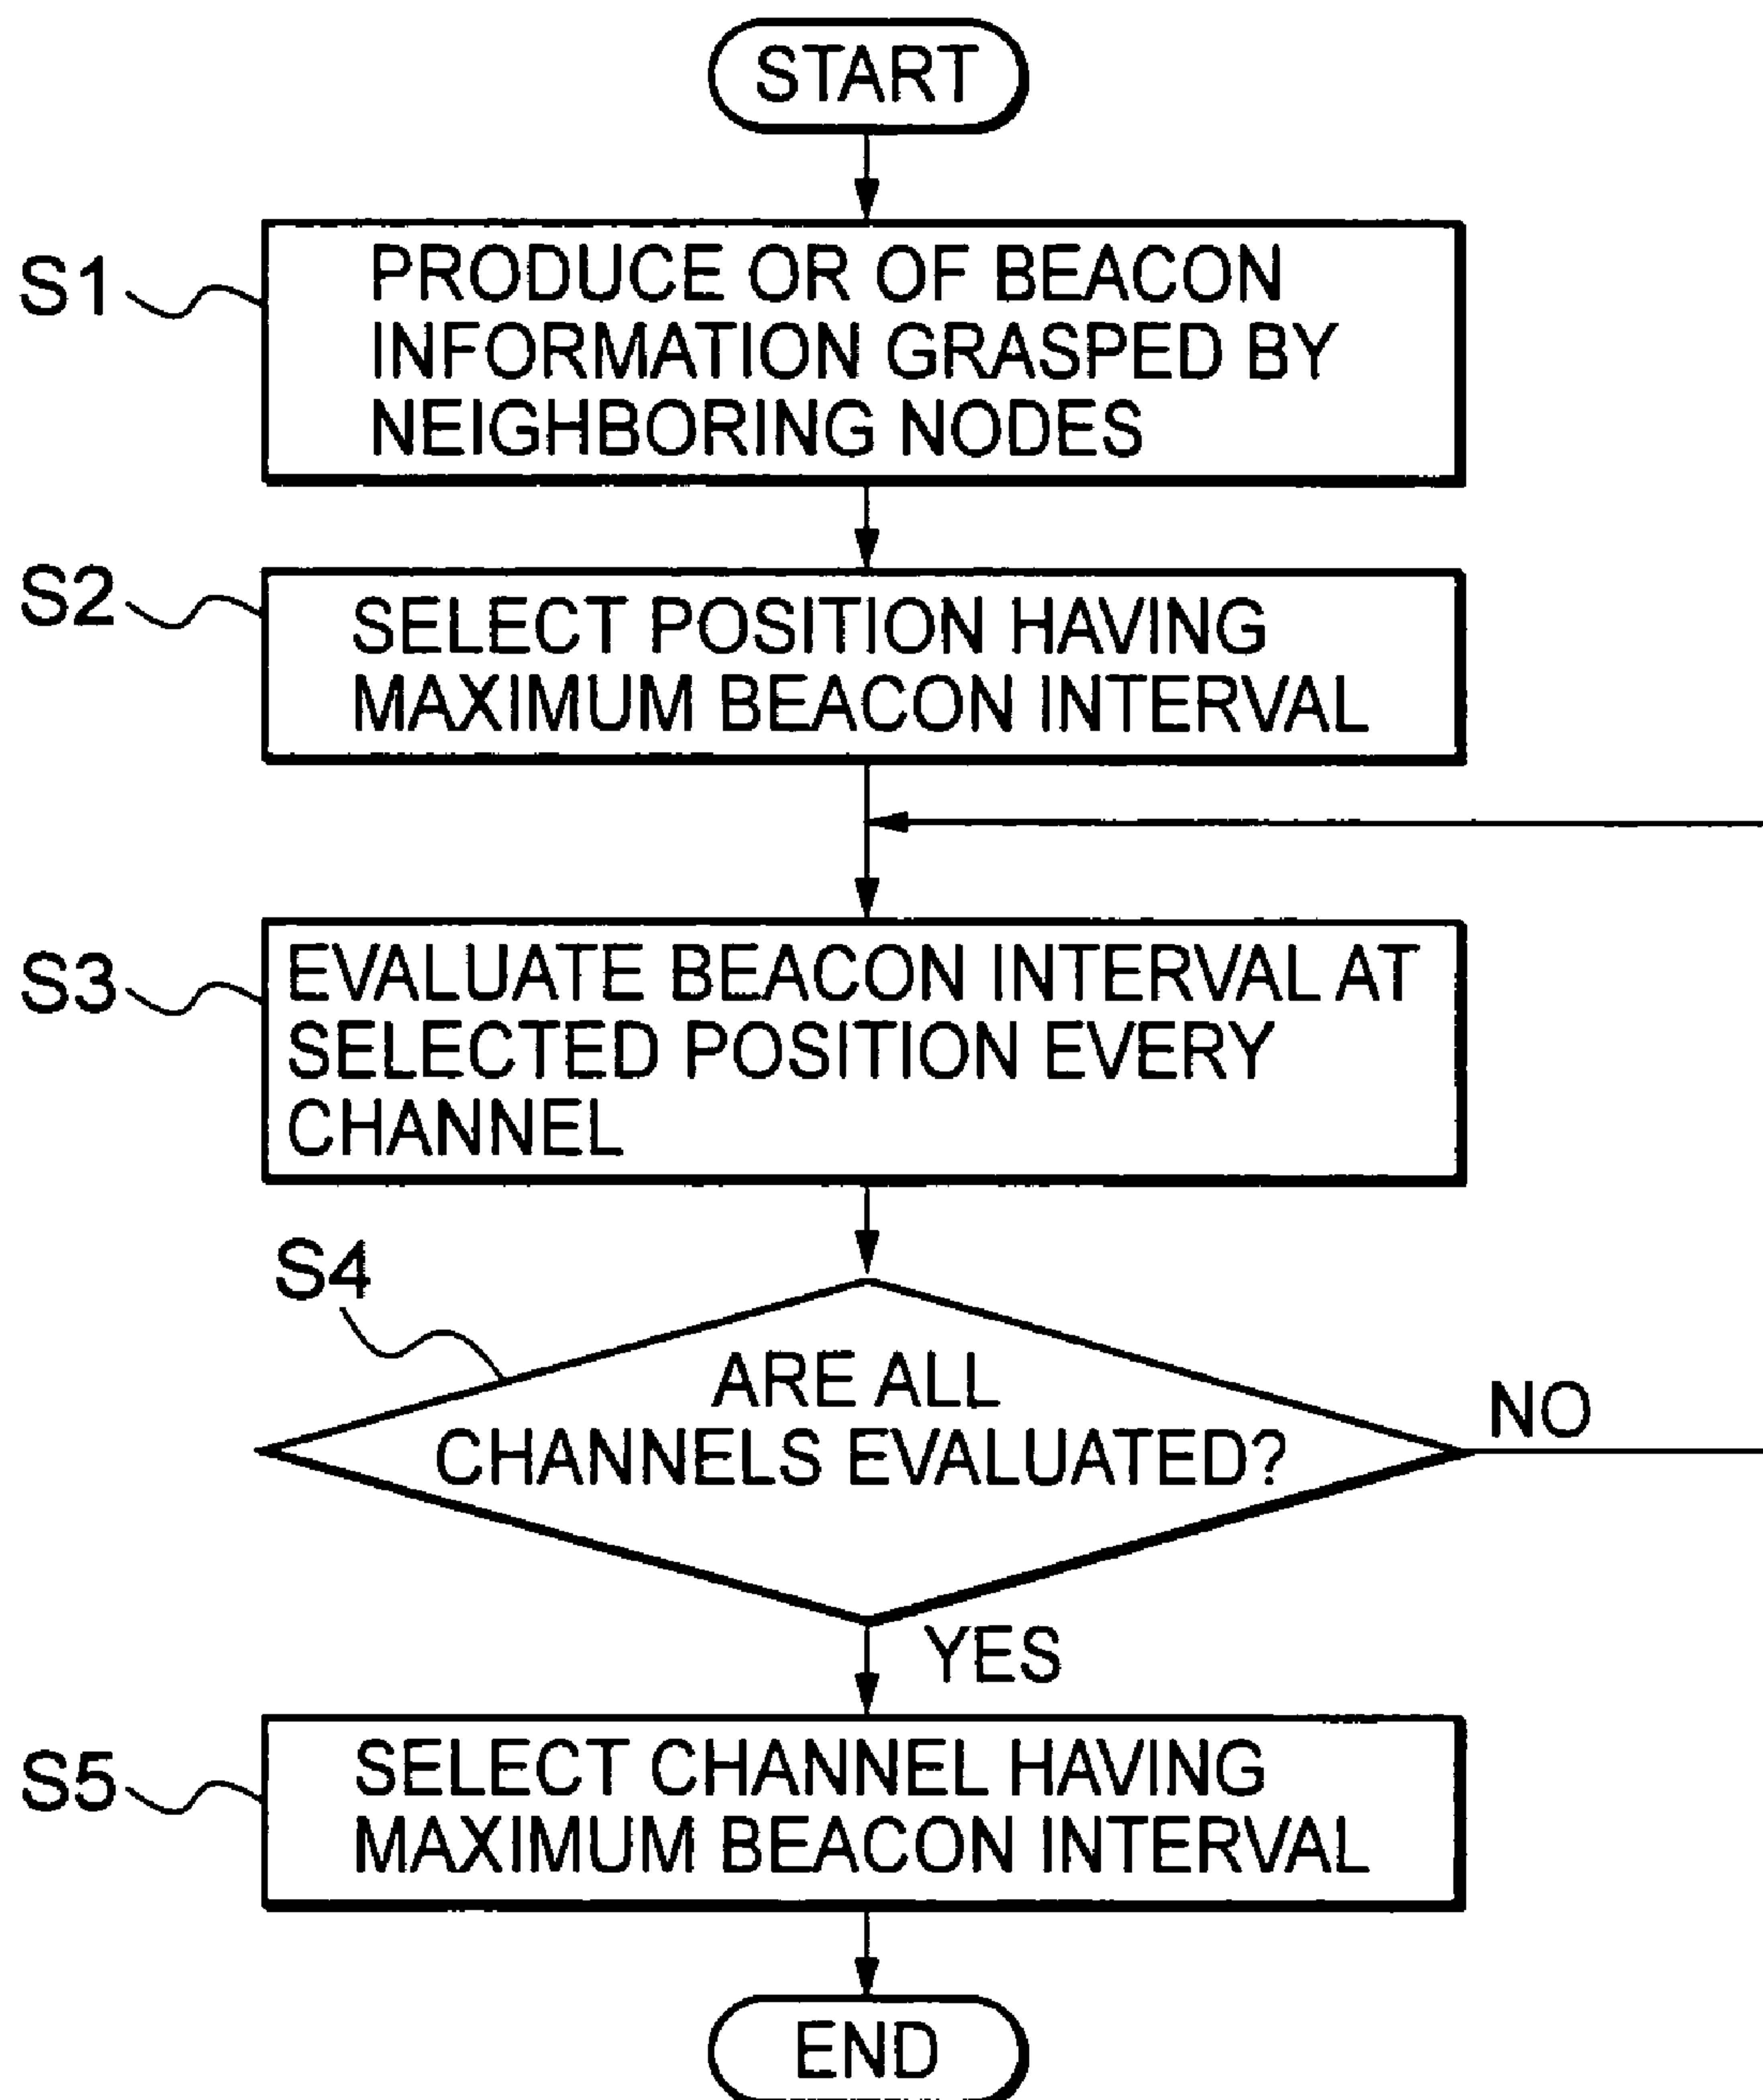 START
S1
PRODUCE OR OF BEACON
INFORMATION GRASPED BY
NEIGHBORING NODES
S2
SELECT POSITION HAVING
MAXIMUM BEACON INTERVAL
S3
EVALUATE BEACON INTERVAL AT
SELECTED POSITION EVERY
CHANNEL
S4
ARE ALL
CHANNELS EVALUATED?
NO
YES
S5
SELECT CHANNEL HAVING
MAXIMUM BEACON INTERVAL
END